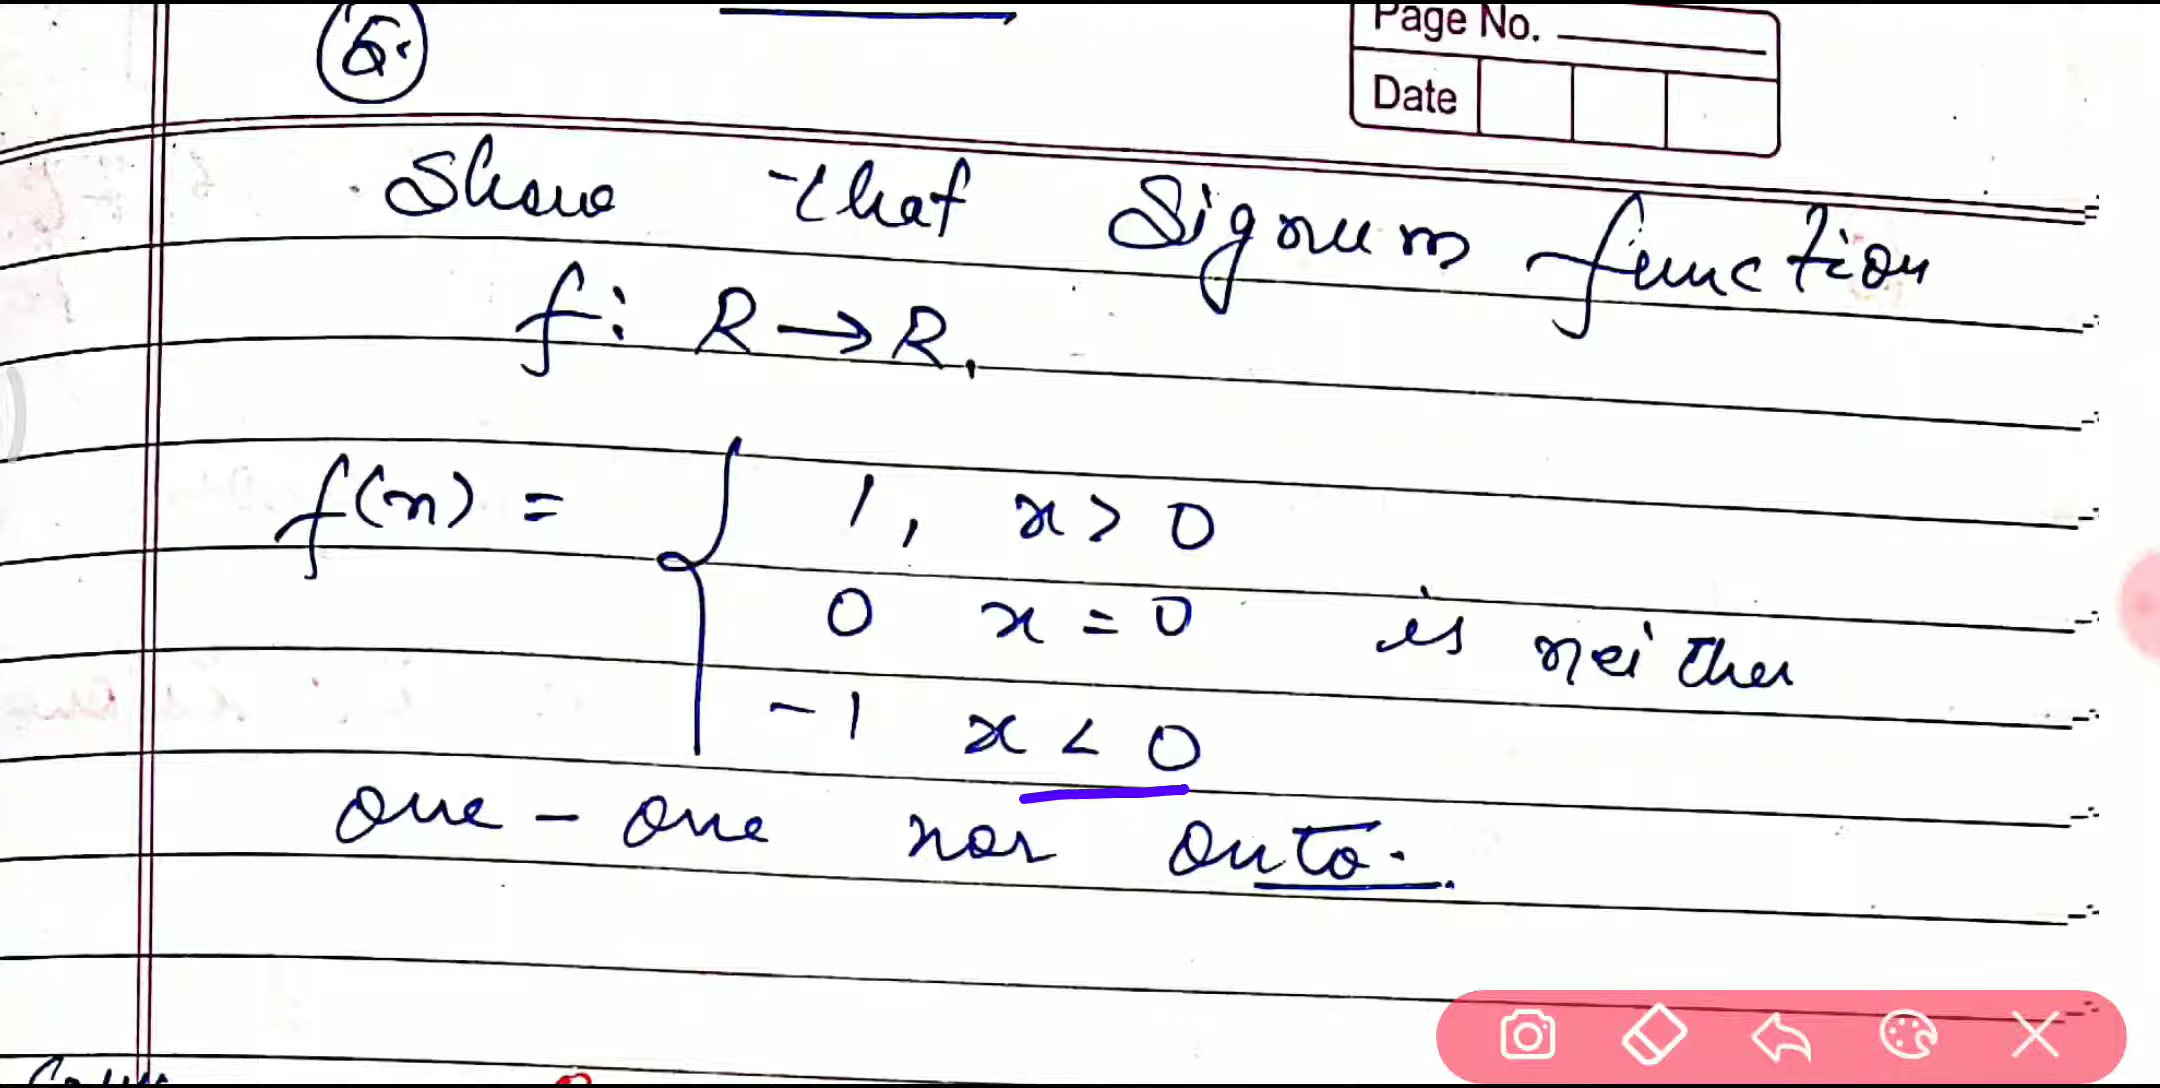 Q.
Page No.
Date
Show that Signum function
f: R → R,
f(x) = { 1, x > 0
0 x = 0 is neither
-1 x < 0
one - one nor onto.